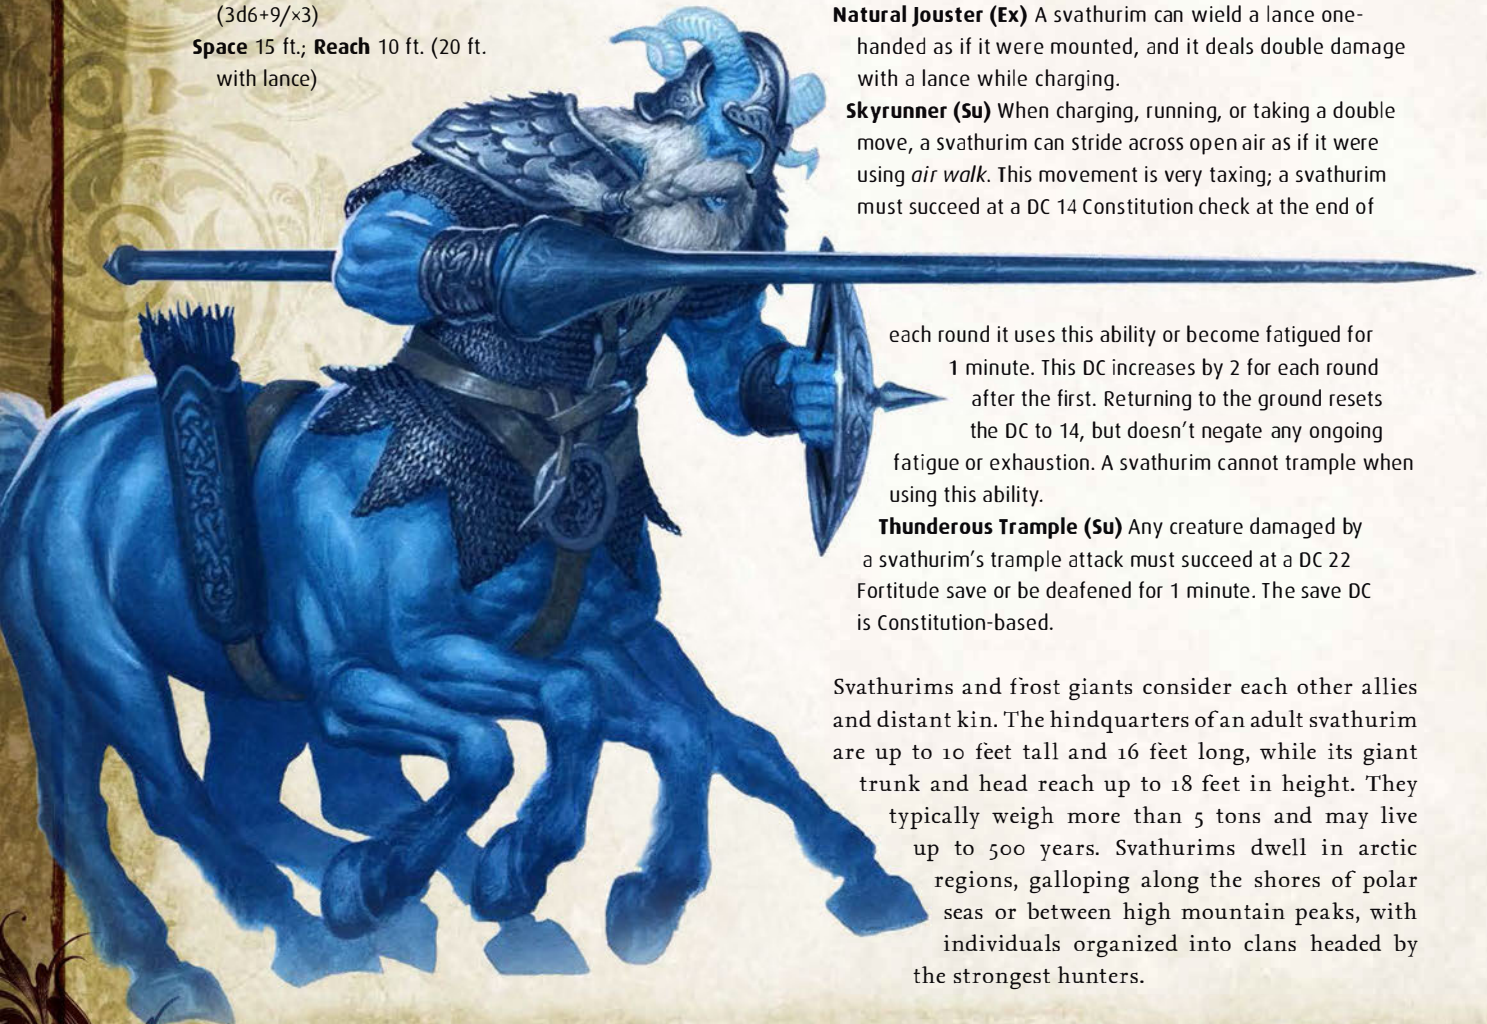 (3d6+9/×3)
Space 15 ft.; Reach 10 ft. (20 ft.
with lance)
Natural Jouster (Ex) A svathurim can wield a lance one-
handed as if it were mounted, and it deals double damage
with a lance while charging.
Skyrunner (Su) When charging, running, or taking a double
move, a svathurim can stride across open air as if it were
using air walk. This movement is very taxing; a svathurim
must succeed at a DC 14 Constitution check at the end of
each round it uses this ability or become fatigued for
1 minute. This DC increases by 2 for each round
after the first. Returning to the ground resets
the DC to 14, but doesn't negate any ongoing
fatigue or exhaustion. A svathurim cannot trample when
using this ability.
Thunderous Trample (Su) Any creature damaged by
a svathurim's trample attack must succeed at a DC 22
Fortitude save or be deafened for 1 minute. The save DC
is Constitution-based.
Svathurims and frost giants consider each other allies
and distant kin. The hindquarters of an adult svathurim
are up to 10 feet tall and 16 feet long, while its giant
trunk and head reach up to 18 feet in height. They
typically weigh more than 5 tons and may live
up to 500 years. Svathurims dwell in arctic
regions, galloping along the shores of polar
seas or between high mountain peaks, with
individuals organized into clans headed by
the strongest hunters.